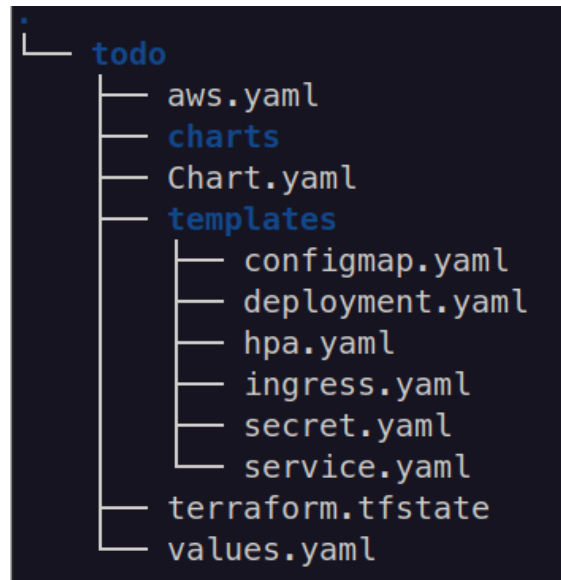 .
todo
aws.yaml
charts
Chart.yaml
templates
configmap.yaml
deployment.yaml
hpa.yaml
ingress.yaml
secret.yaml
service.yaml
terraform.tfstate
values.yaml